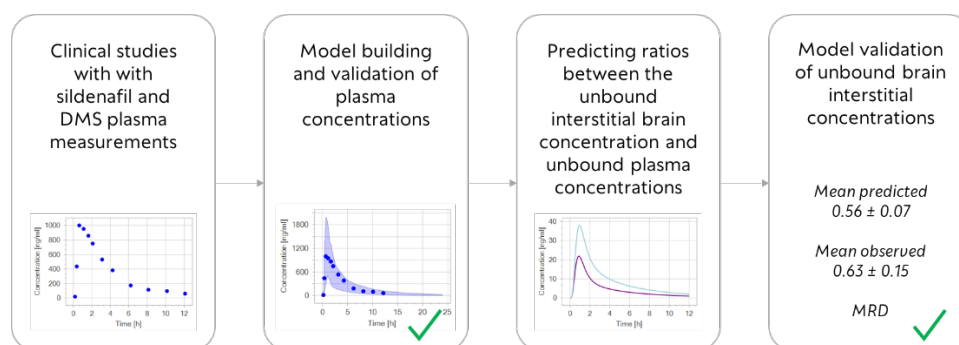 Clinical studies
with with
sildenafil and
DMS plasma
measurements
Concentration [ng/ml]
1000
800
600
400
200
0
0 2 4 6 8 10 12
Time [h]
Model building
and validation of
plasma
concentrations
Concentration [ng/ml]
1800
1200
600
0
0 5 10 15 20 25
Time [h]
Predicting ratios
between the
unbound
interstitial brain
concentration and
unbound plasma
concentrations
Concentration [ng/ml]
40
30
20
10
0
0 2 4 6 8 10 12
Time [h]
Model validation
of unbound brain
interstitial
concentrations
Mean predicted
0.56 ± 0.07
Mean observed
0.63 ± 0.15
MRD